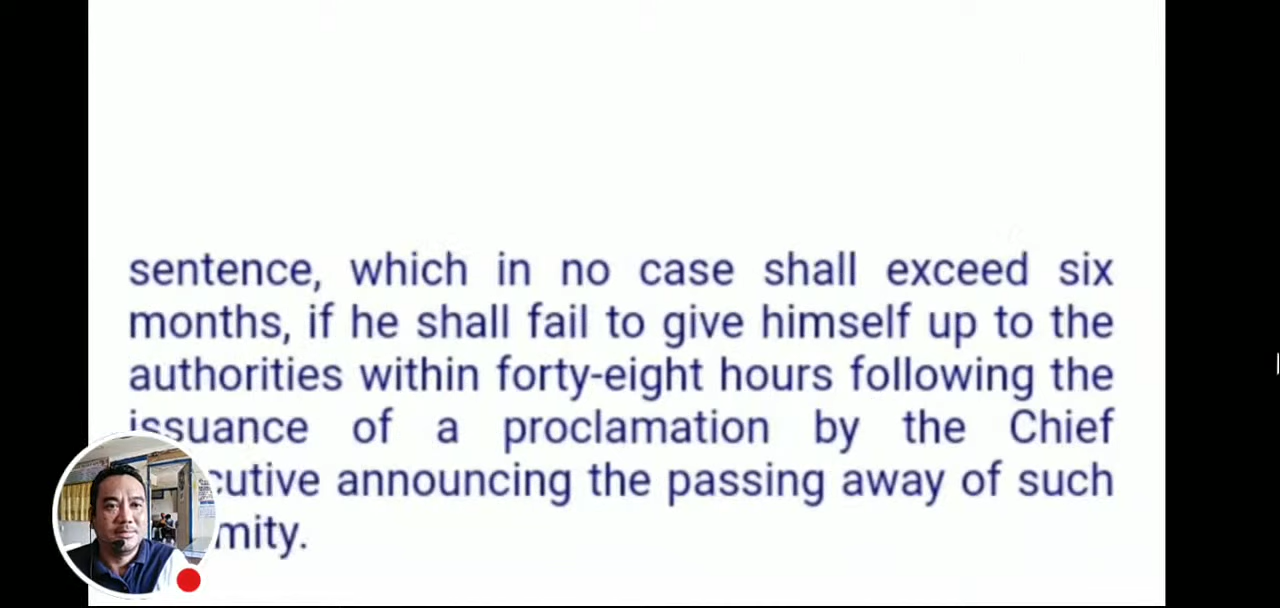 sentence, which in no case shall exceed six
months, if he shall fail to give himself up to the
authorities within forty-eight hours following the
issuance of a proclamation by the Chief
cutive announcing the passing away of such
mity.